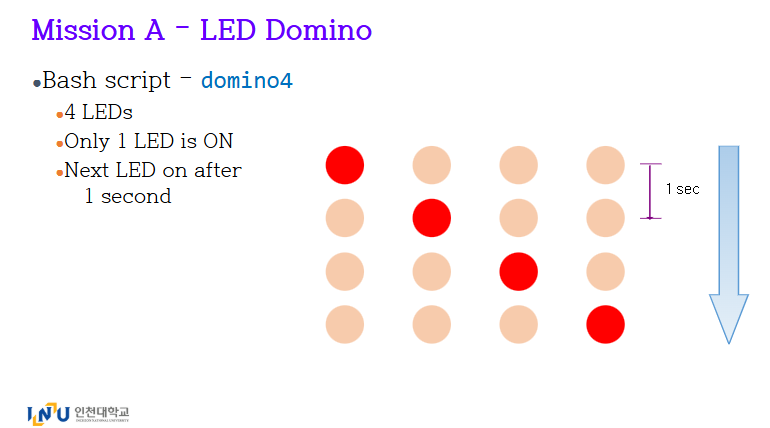 Mission A - LED Domino
•Bash script - domino4
•4 LEDs
•Only 1 LED is ON
•Next LED on after
1 second
1 sec
INU 인천대학교
INCHEON NATIONAL UNIVERSITY